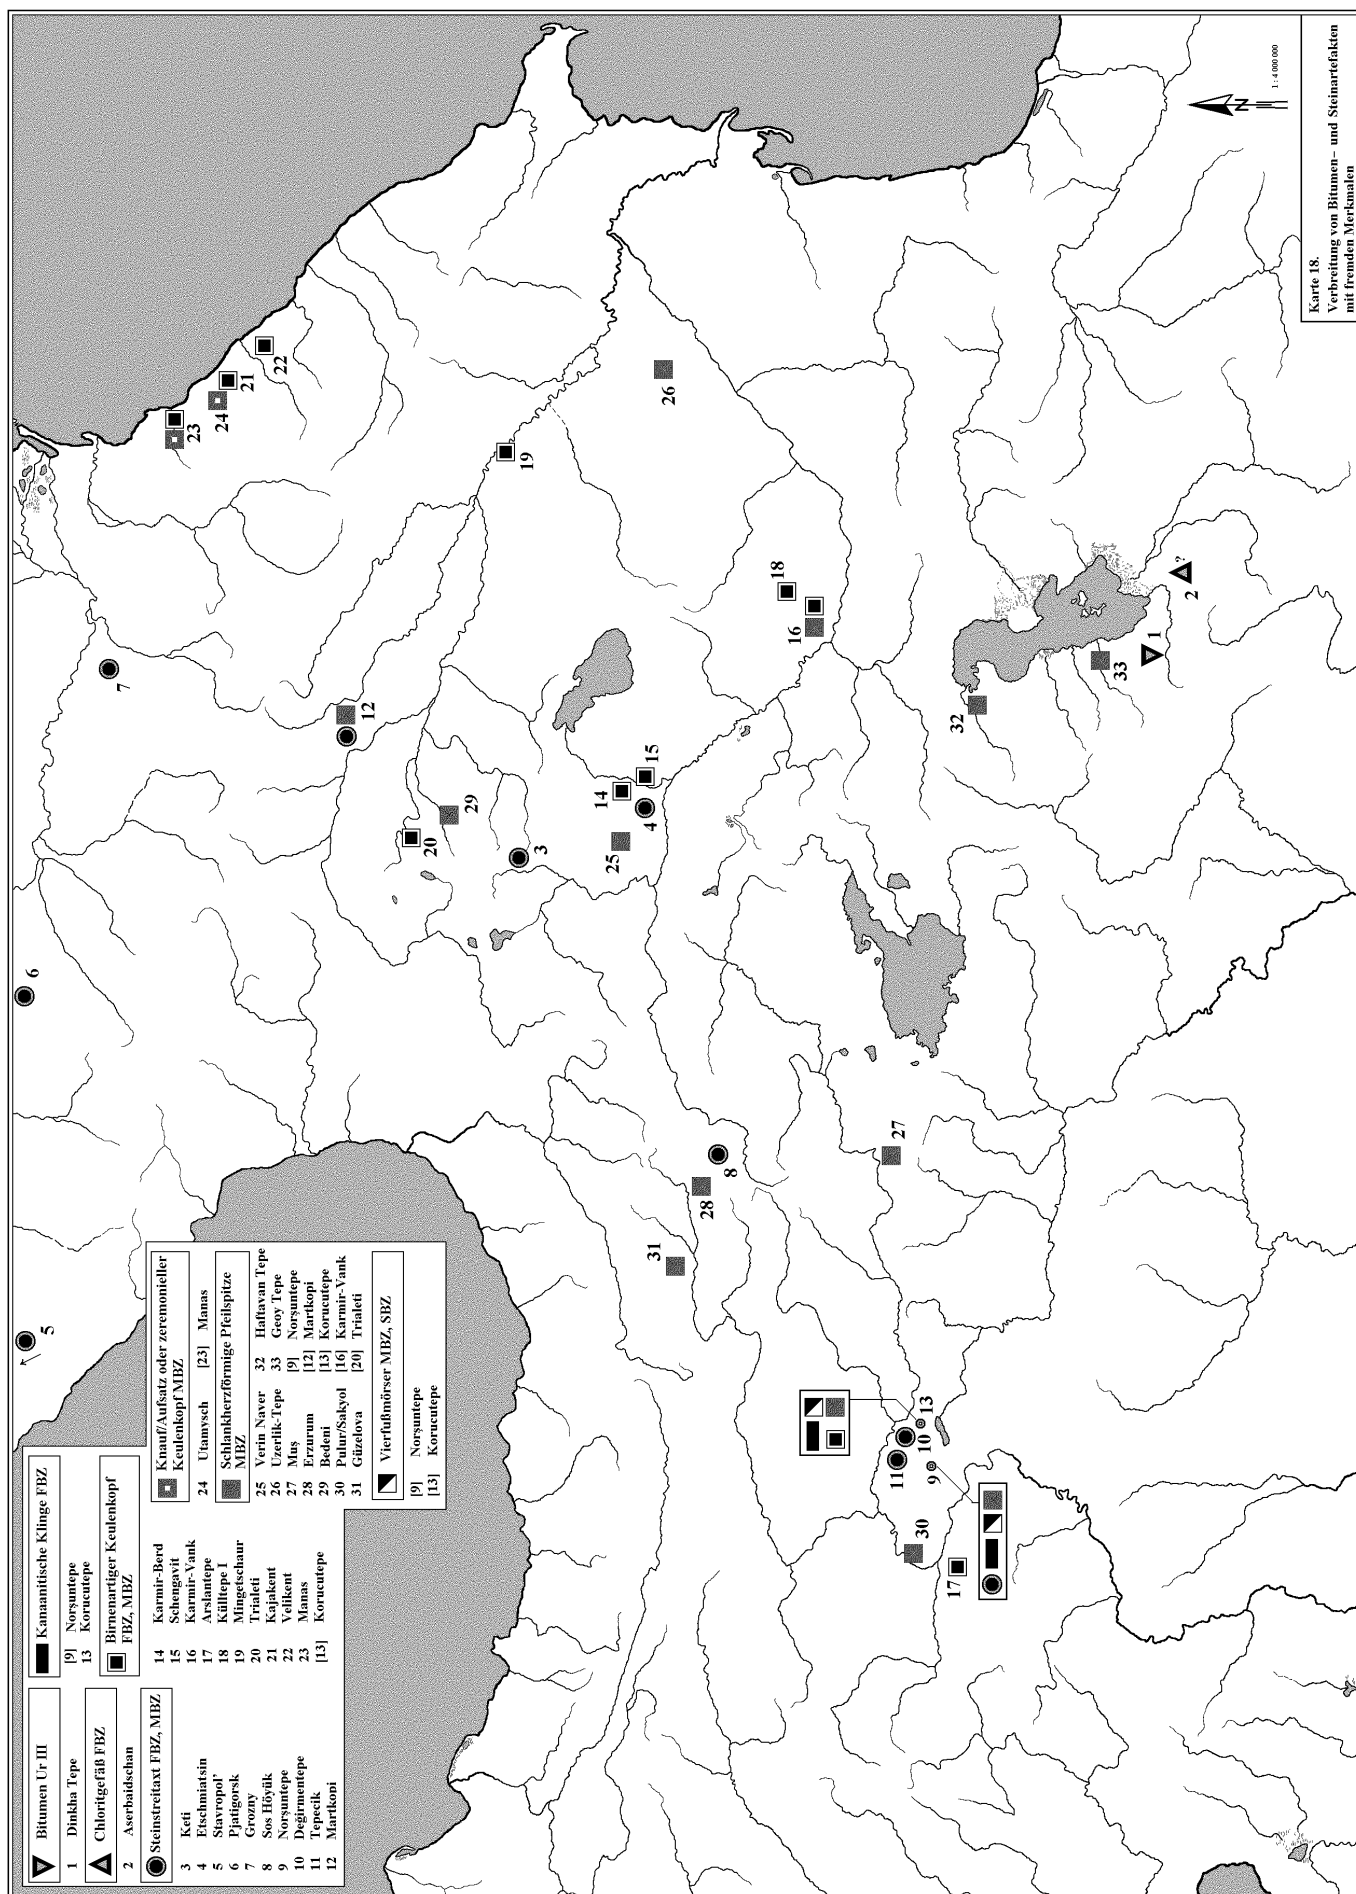 Bitumen Ur III
1 Dinkha Tepe
Chloritgefäß FBZ
2 Aserbaidschan
Steinstreitaxt FBZ, MBZ
3 Keti
4 Etschmiatsin
5 Stavropol'
6 Pjatigorsk
7 Grozny
8 Sos Höyük
9 Norşuntepe
10 Değirmentepe
11 Tepecik
12 Martkopi
Kanaanitische Klinge FBZ
[9] Norşuntepe
13 Korucutepe
Birnenartiger Keulenkopf
FBZ, MBZ
14 Karmir-Berd
15 Schengavit
16 Karmir-Vank
17 Arslantepe
18 Külltepe I
19 Mingetschaur
20 Trialeti
21 Kajakent
22 Velikent
23 Manas
[13] Korucutepe
Knauf/Aufsatz oder zeremonieller
Keulenkopf MBZ
24 Utamysch [23] Manas
Schlankherzförmige Pfeilspitze
MBZ
25 Verin Naver 32 Haftavan Tepe
26 Uzerlik-Tepe 33 Geoy Tepe
27 Muş [9] Norşuntepe
28 Erzurum [12] Martkopi
29 Bedeni [13] Korucutepe
30 Pulur/Sakyol [16] Karmir-Vank
31 Güzelova [20] Trialeti
Vierfußmörser MBZ, SBZ
[9] Norşuntepe
[13] Korucutepe
5
6
7
12
20
29
3
14
15
4
25
23
24
21
22
19
26
18
16
32
33
1
2
?
31
28
8
27
13
10
11
9
30
17
N
1 : 4 000 000
Karte 18.
Verbreitung von Bitumen– und Steinartefakten
mit fremden Merkmalen